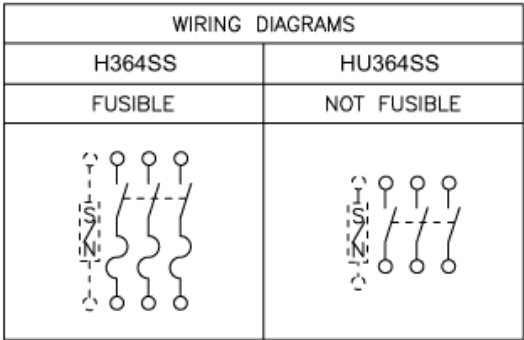 WIRING DIAGRAMS
H364SS HU364SS
FUSIBLE NOT FUSIBLE
S/N S/N